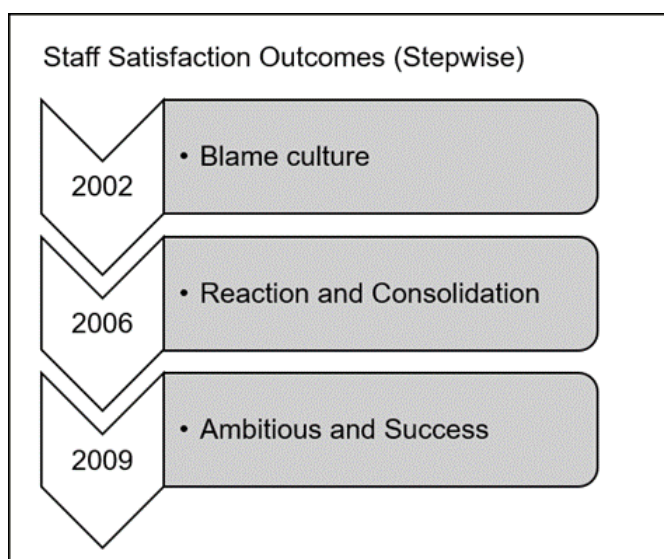 Staff Satisfaction Outcomes (Stepwise)
2002
• Blame culture
2006
• Reaction and Consolidation
2009
• Ambitious and Success